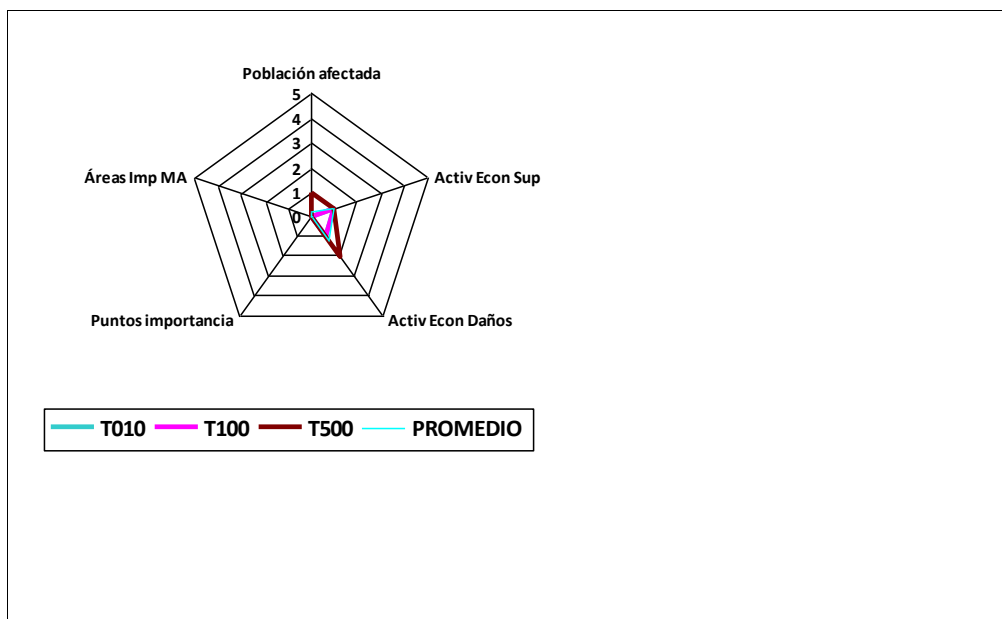 Población afectada
5
4
Áreas Imp MA
3
Activ Econ Sup
2
1
0
Puntos importancia
Activ Econ Daños
T010 T100 T500 PROMEDIO